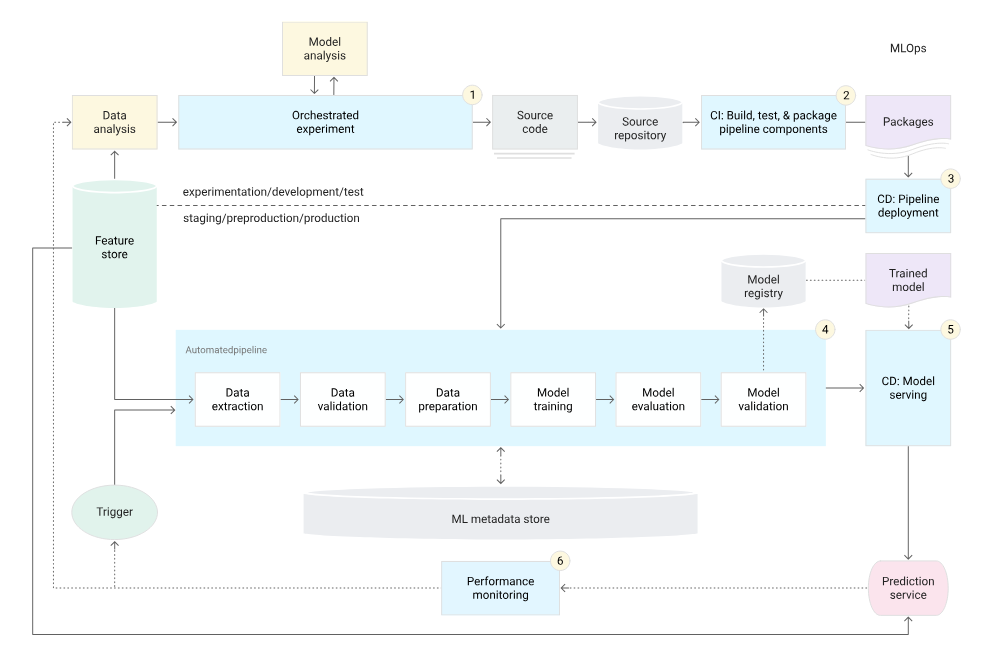 Model
analysis
MLOps
1
2
Data
analysis
Orchestrated
experiment
Source
code
Source
repository
CI: Build, test, & package
pipeline components
Packages
3
experimentation/development/test
CD: Pipeline
deployment
staging/preproduction/production
Feature
store
Model
registry
Trained
model
4
5
Automatedpipeline
Data
extraction
Data
validation
Data
preparation
Model
training
Model
evaluation
Model
validation
CD: Model
serving
Trigger
ML metadata store
6
Performance
monitoring
Prediction
service